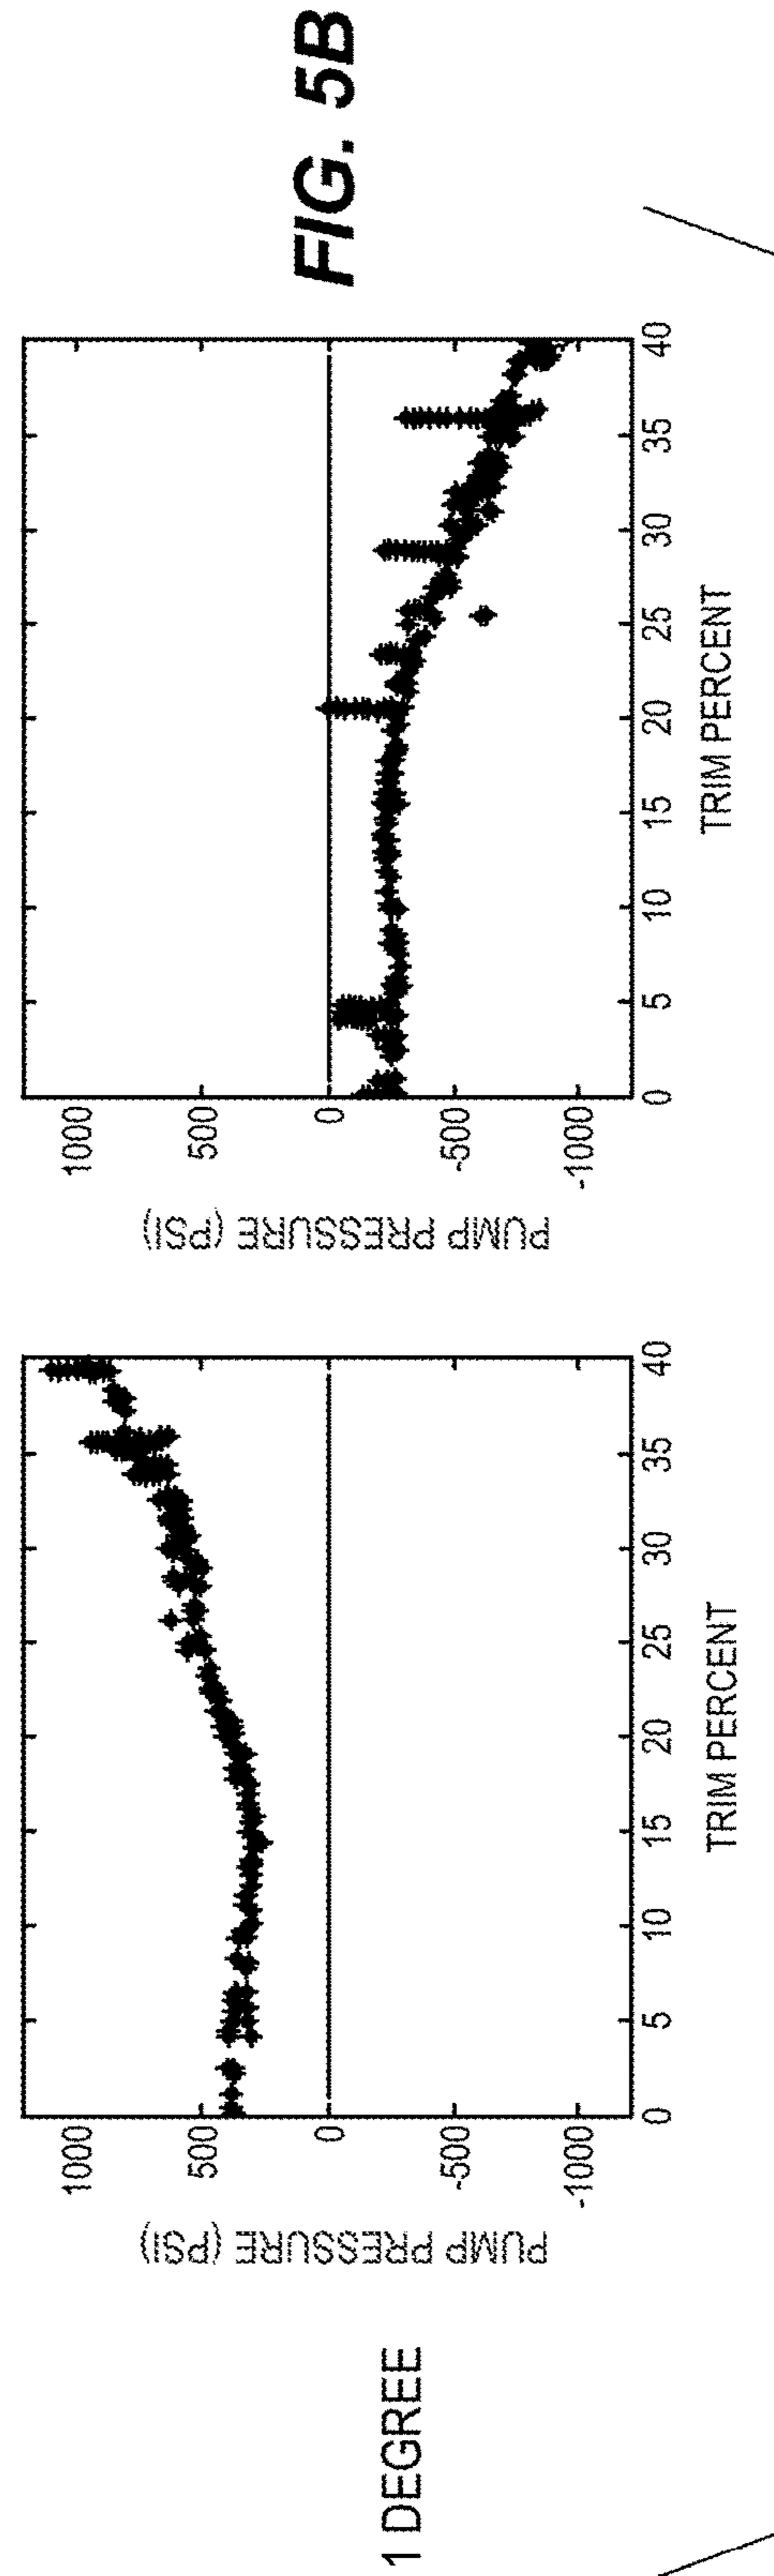 FIG. 5B
1 DEGREE
PUMP PRESSURE (PSI)
1000
500
0
-500
-1000
0 5 10 15 20 25 30 35 40
TRIM PERCENT
PUMP PRESSURE (PSI)
1000
500
0
-500
-1000
0 5 10 15 20 25 30 35 40
TRIM PERCENT